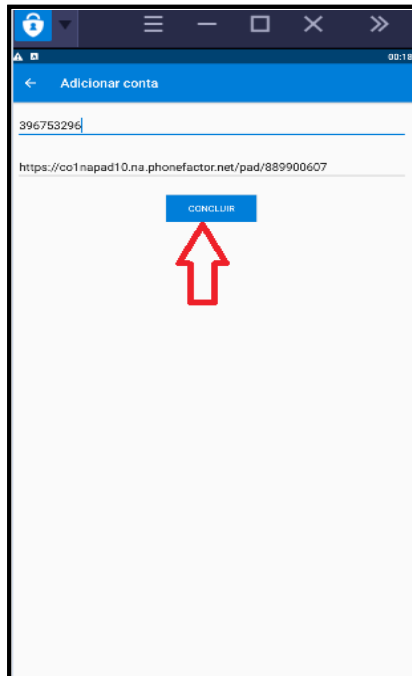 00:18
Adicionar conta
396753296
https://co1napad10.na.phonefactor.net/pad/889900607
CONCLUIR